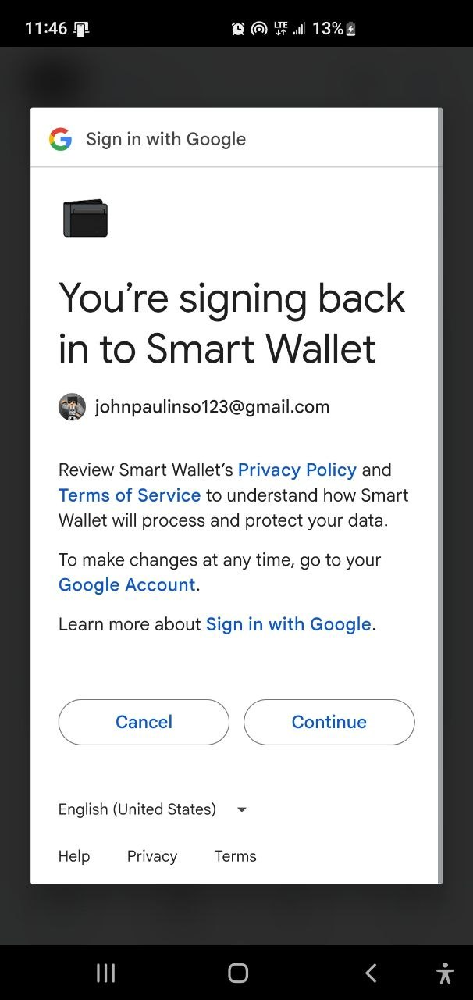 11:46 LTE 13%
Sign in with Google
You’re signing back
in to Smart Wallet
johnpaulinso123@gmail.com
Review Smart Wallet’s Privacy Policy and
Terms of Service to understand how Smart
Wallet will process and protect your data.
To make changes at any time, go to your
Google Account.
Learn more about Sign in with Google.
Cancel Continue
English (United States)
Help Privacy Terms